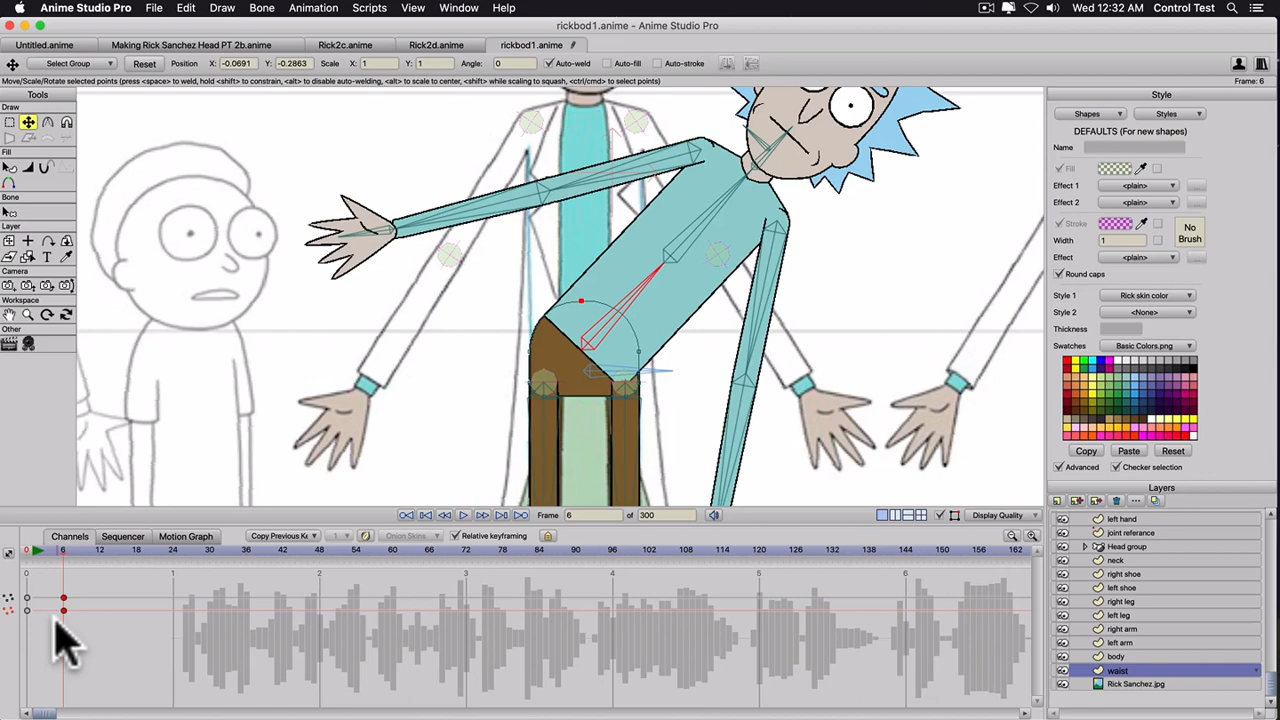 Anime Studio Pro File Edit Draw Bone Animation Scripts View Window Help Wed 12:32 AM Control Test
rickbod1.anime - Anime Studio Pro
Untitled.anime Making Rick Sanchez Head PT 2b.anime Rick2c.anime Rick2d.anime rickbod1.anime
Select Group Reset Position X: -0.0691 Y: -0.2863 Scale X: 1 Y: 1 Angle: 0 Auto-weld Auto-fill Auto-stroke
Move/Scale/Rotate selected points (press <space> to weld, hold <shift> to constrain, <alt> to disable auto-welding, <alt> to scale to center, <shift> while scaling to squash, <ctrl/cmd> to select points) Frame: 6
Tools
Draw
Fill
Bone
Layer
Camera
Workspace
Other
Style
Shapes Styles
DEFAULTS (For new shapes)
Name
Fill
Effect 1 <plain> ...
Effect 2 <plain> ...
Stroke
Width 1
No Brush
Effect <plain> ...
Round caps
Style 1 Rick skin color
Style 2 <None>
Thickness
Swatches Basic Colors.png
Copy Paste Reset
Advanced Checker selection
Layers
left hand
joint referance
Head group
neck
right shoe
left shoe
right leg
left leg
right arm
left arm
body
waist
Rick Sanchez.jpg
Frame 6 of 300 Display Quality
Channels Sequencer Motion Graph Copy Previous Ke 1 Onion Skins Relative keyframing
0 6 12 18 24 30 36 42 48 54 60 66 72 78 84 90 96 102 108 114 120 126 132 138 144 150 156 162
0 1 2 3 4 5 6